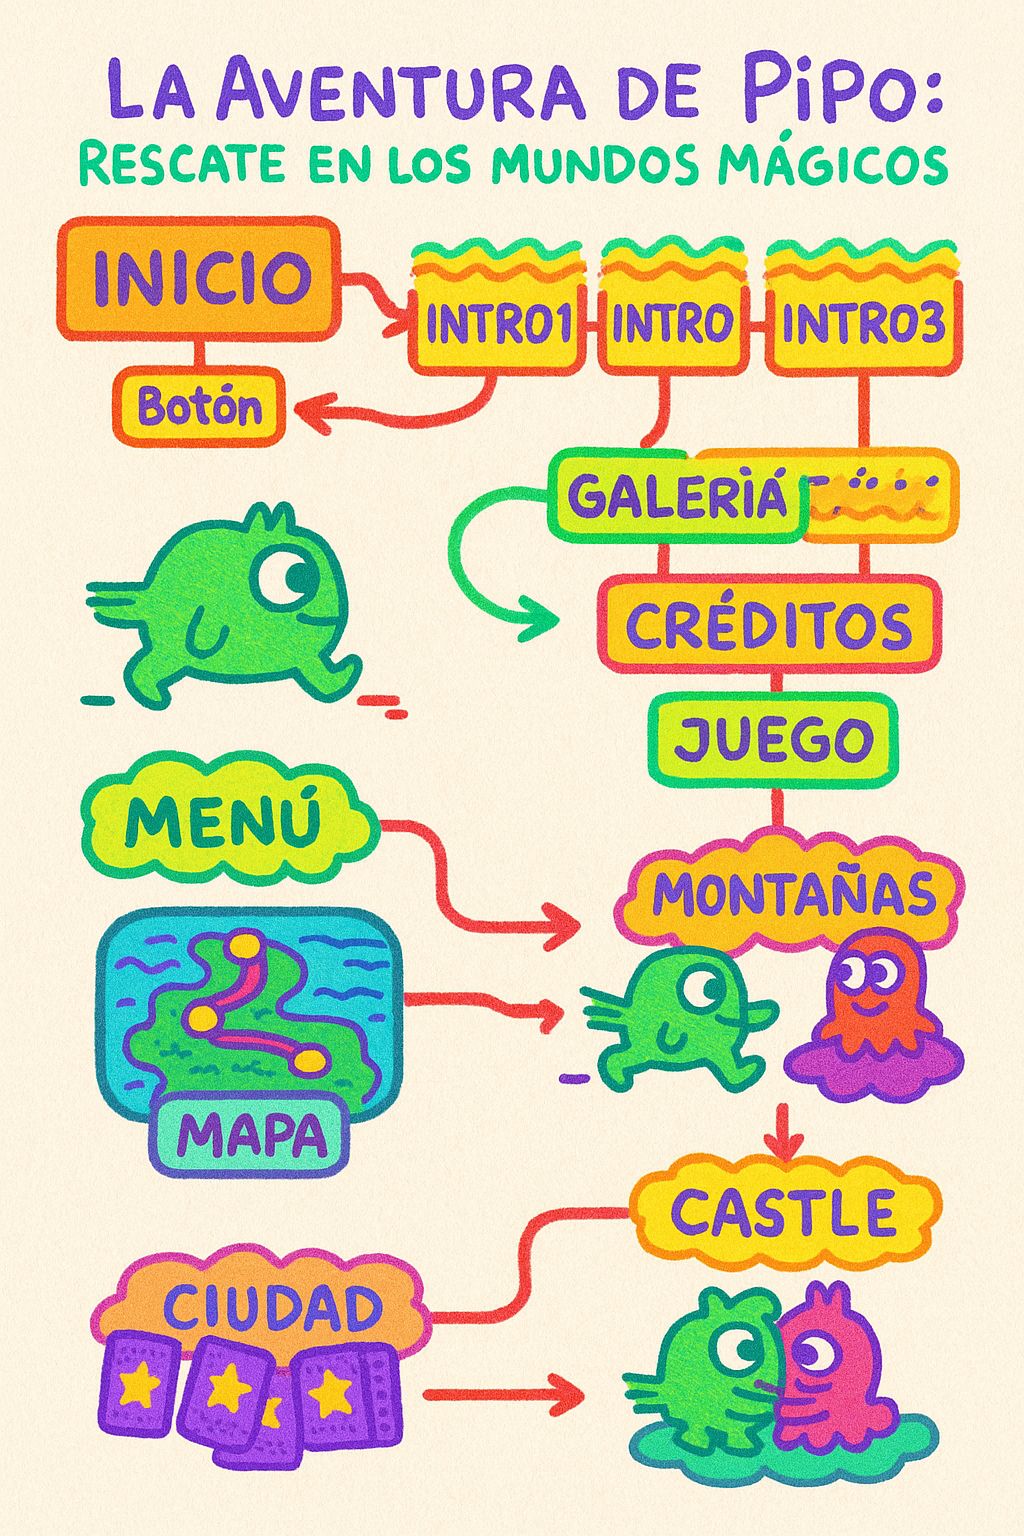 LA AVENTURA DE PiPO:
RESCATE EN LOS MUNDOS MÁGICOS
INICIO
INTRO1
INTRO
INTRO3
Botón
GALERiÁ
CRÉDITOS
JUEGO
MENÚ
MONTAÑAS
MAPA
CASTLE
CIUDAD